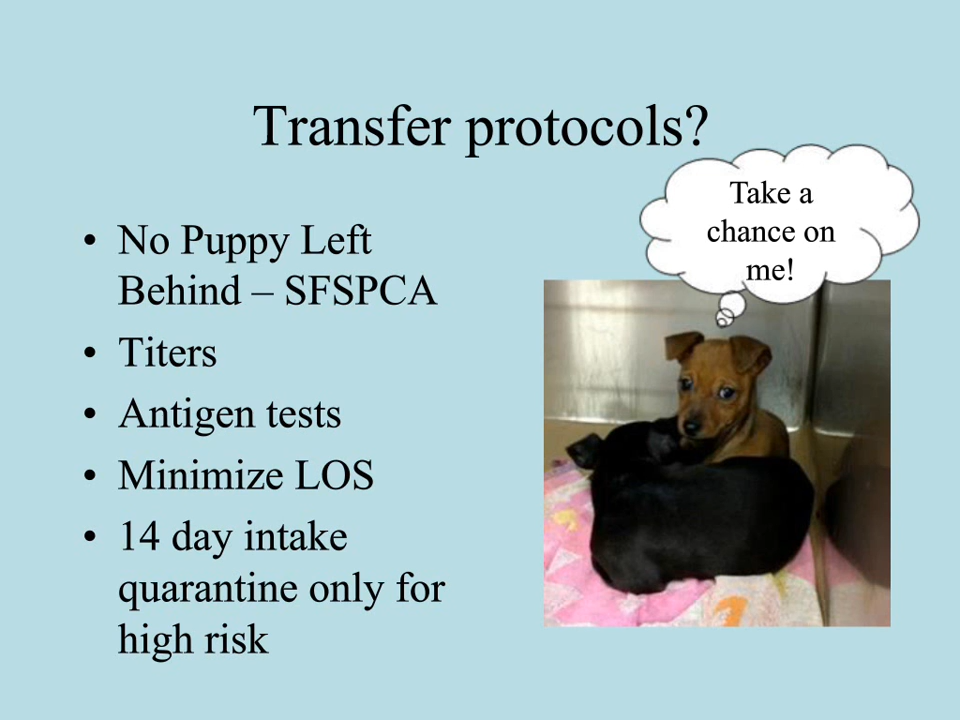 Transfer protocols?
Take a
chance on
me!
• No Puppy Left
Behind – SFSPCA
• Titers
• Antigen tests
• Minimize LOS
• 14 day intake
quarantine only for
high risk